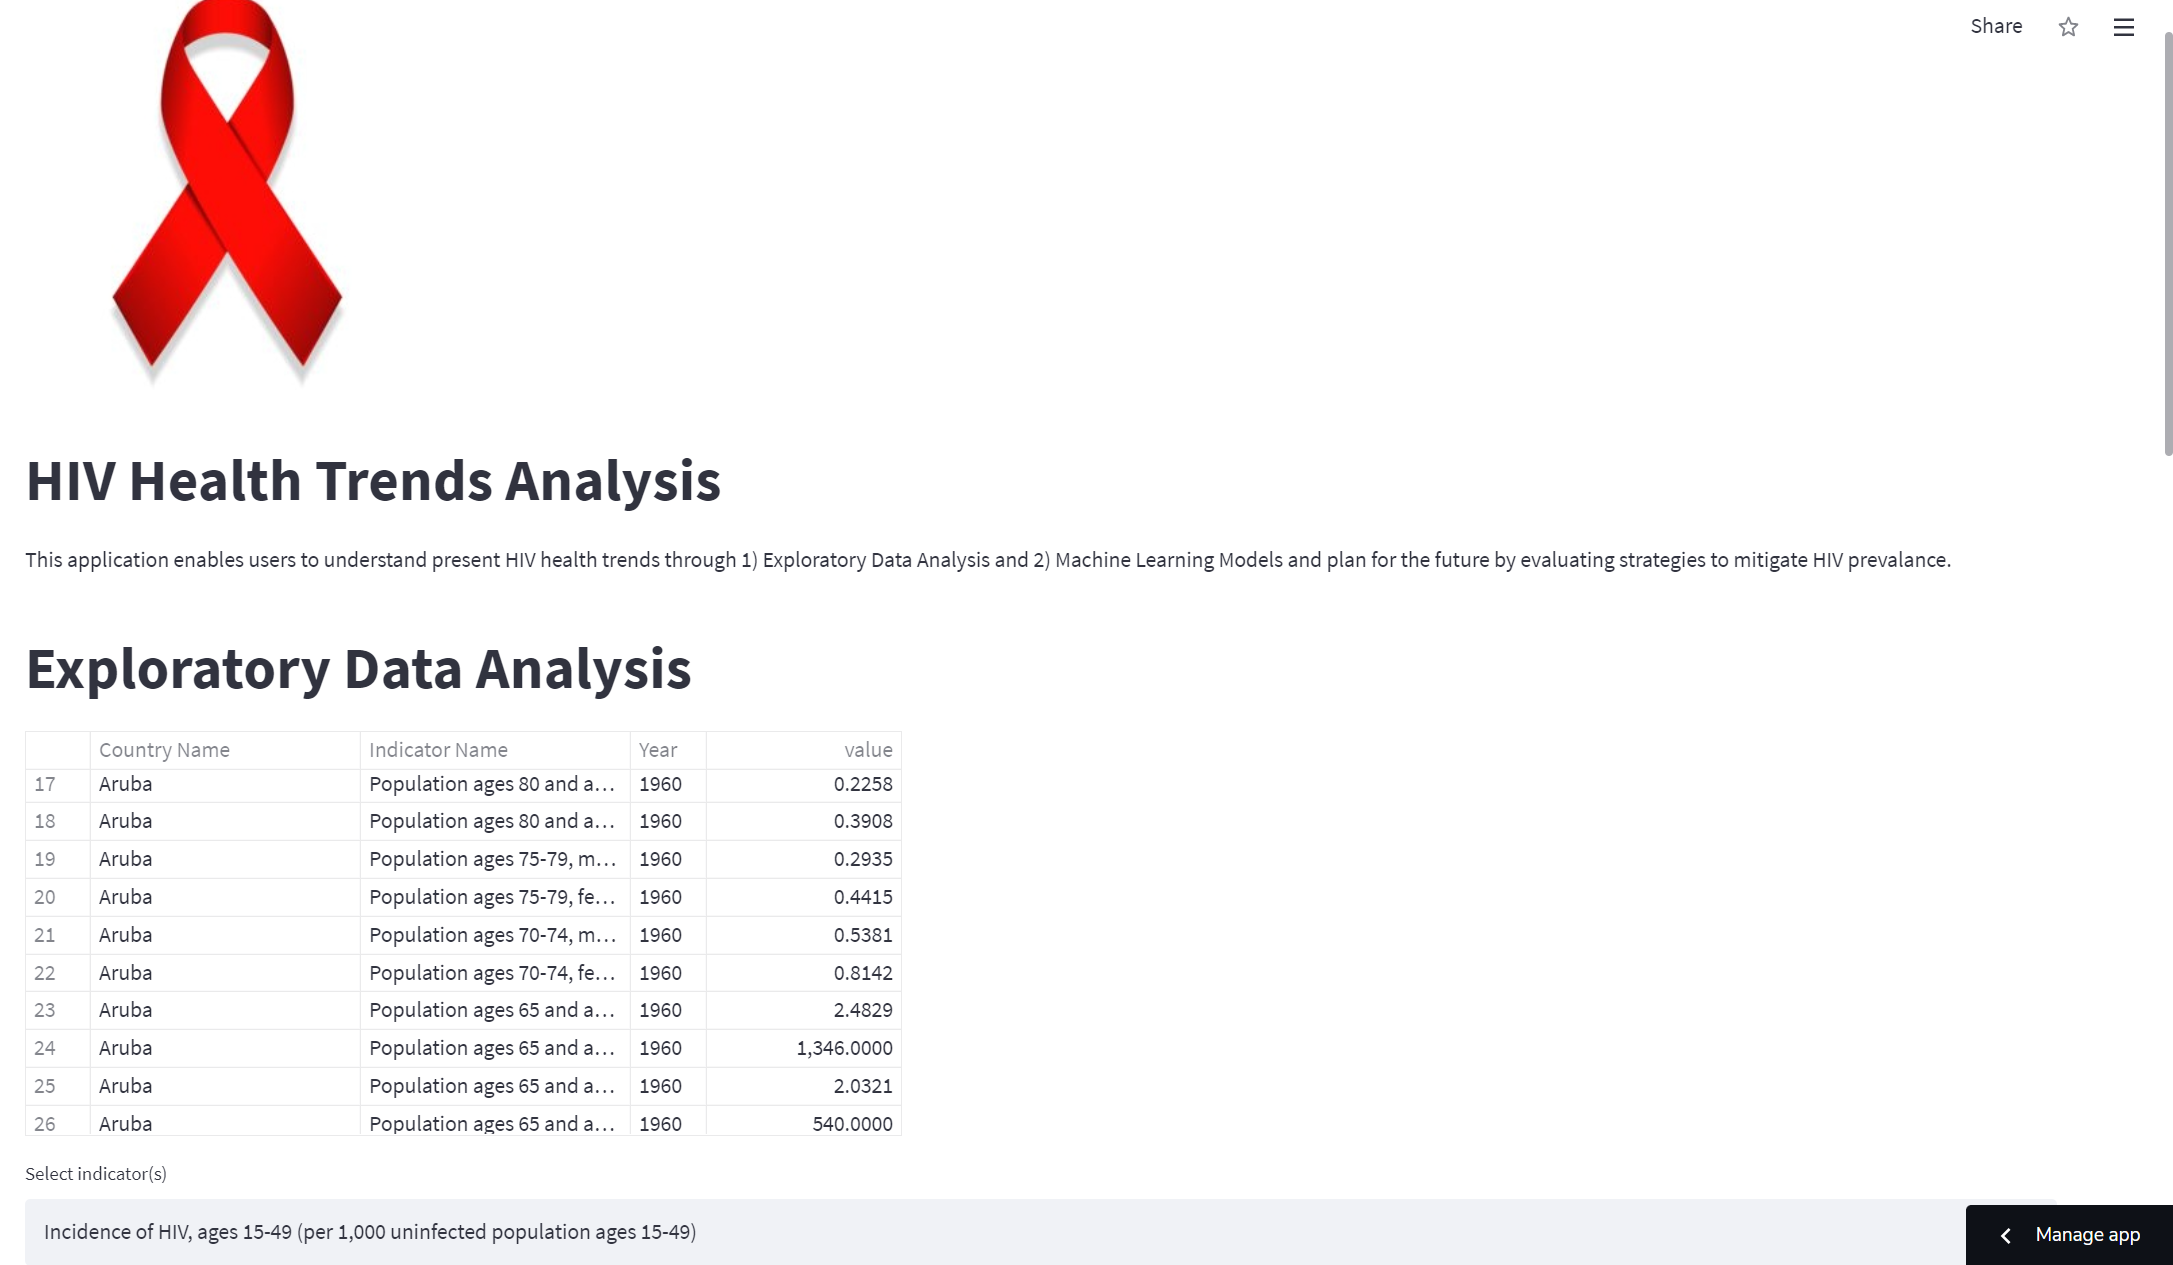 Share
HIV Health Trends Analysis
This application enables users to understand present HIV health trends through 1) Exploratory Data Analysis and 2) Machine Learning Models and plan for the future by evaluating strategies to mitigate HIV prevalance.
Exploratory Data Analysis
Country Name Indicator Name Year value
17 Aruba Population ages 80 and a... 1960 0.2258
18 Aruba Population ages 80 and a... 1960 0.3908
19 Aruba Population ages 75-79, m... 1960 0.2935
20 Aruba Population ages 75-79, fe... 1960 0.4415
21 Aruba Population ages 70-74, m... 1960 0.5381
22 Aruba Population ages 70-74, fe... 1960 0.8142
23 Aruba Population ages 65 and a... 1960 2.4829
24 Aruba Population ages 65 and a... 1960 1,346.0000
25 Aruba Population ages 65 and a... 1960 2.0321
26 Aruba Population ages 65 and a... 1960 540.0000
Select indicator(s)
Incidence of HIV, ages 15-49 (per 1,000 uninfected population ages 15-49)
Manage app